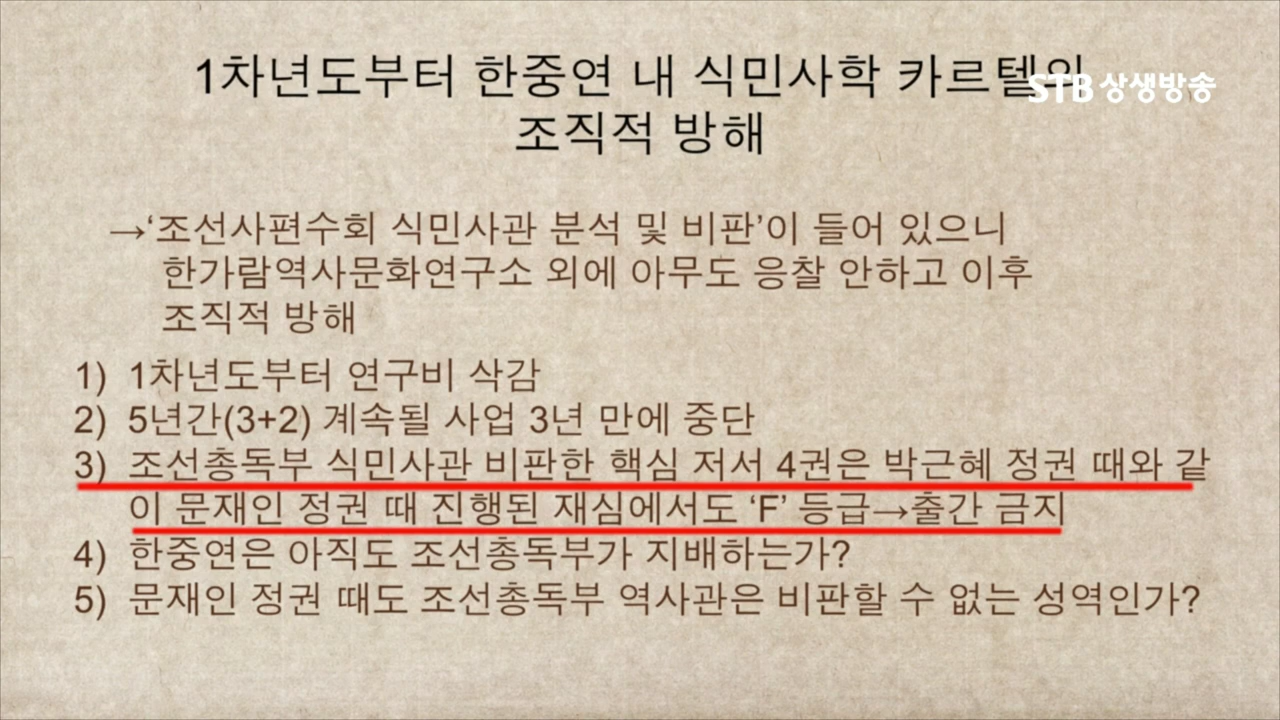 1차년도부터 한중연 내 식민사학 카르텔의
STB 상생방송
조직적 방해
→‘조선사편수회 식민사관 분석 및 비판’이 들어 있으니
한가람역사문화연구소 외에 아무도 응찰 안하고 이후
조직적 방해
1) 1차년도부터 연구비 삭감
2) 5년간(3+2) 계속될 사업 3년 만에 중단
3) 조선총독부 식민사관 비판한 핵심 저서 4권은 박근혜 정권 때와 같
이 문재인 정권 때 진행된 재심에서도 ‘F’ 등급→출간 금지
4) 한중연은 아직도 조선총독부가 지배하는가?
5) 문재인 정권 때도 조선총독부 역사관은 비판할 수 없는 성역인가?